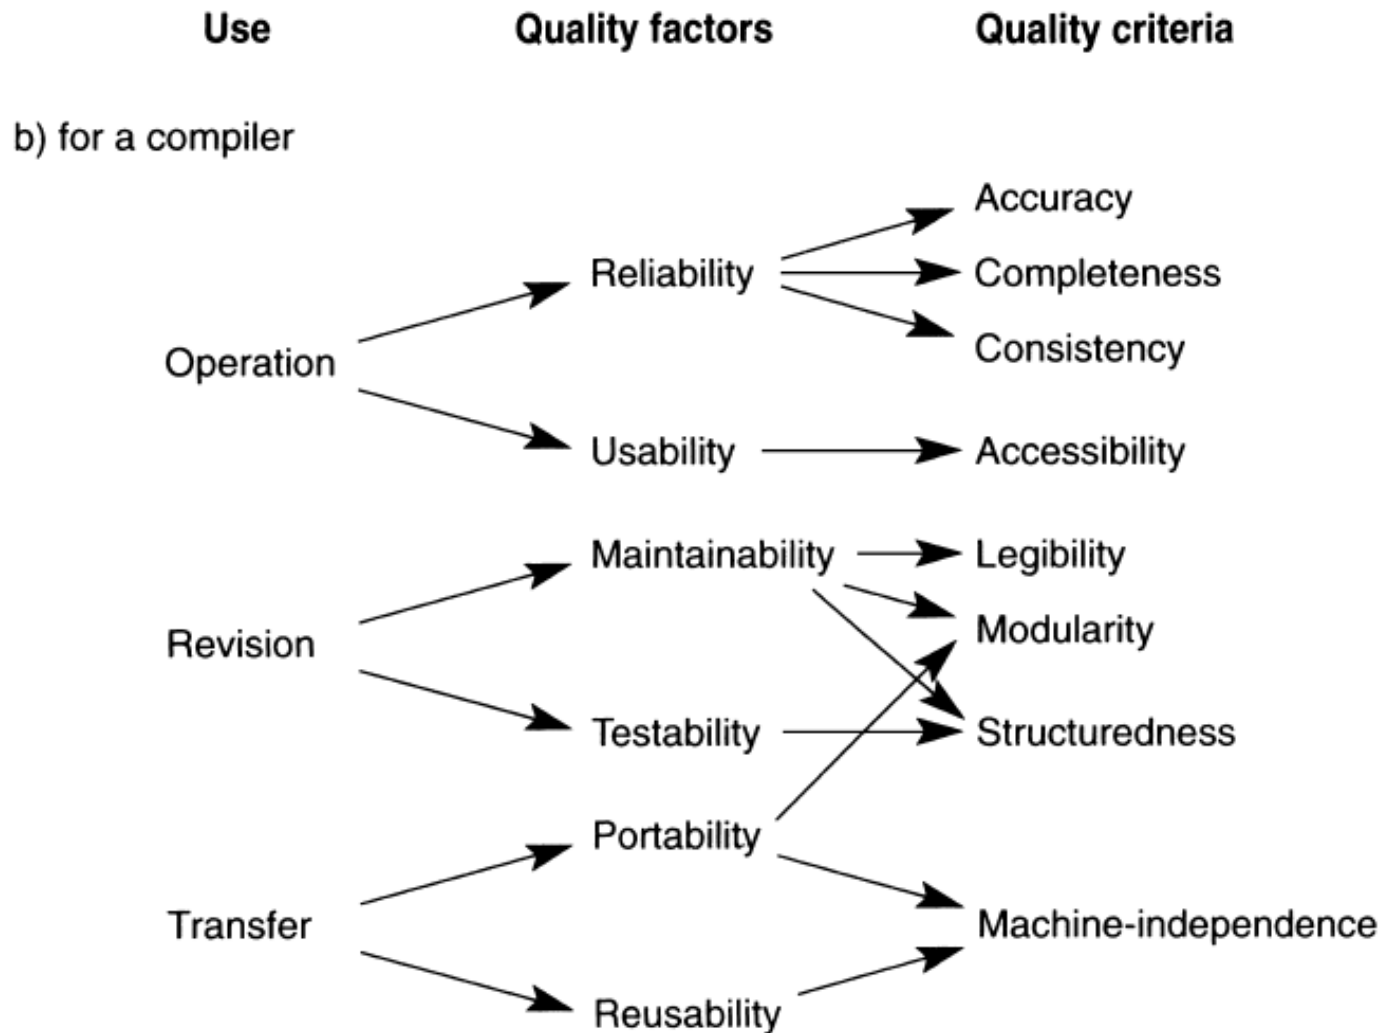 Use Quality factors Quality criteria
b) for a compiler
Accuracy
Reliability Completeness
Consistency
Operation
Usability Accessibility
Maintainability Legibility
Modularity
Revision
Testability Structuredness
Portability
Transfer Machine-independence
Reusability